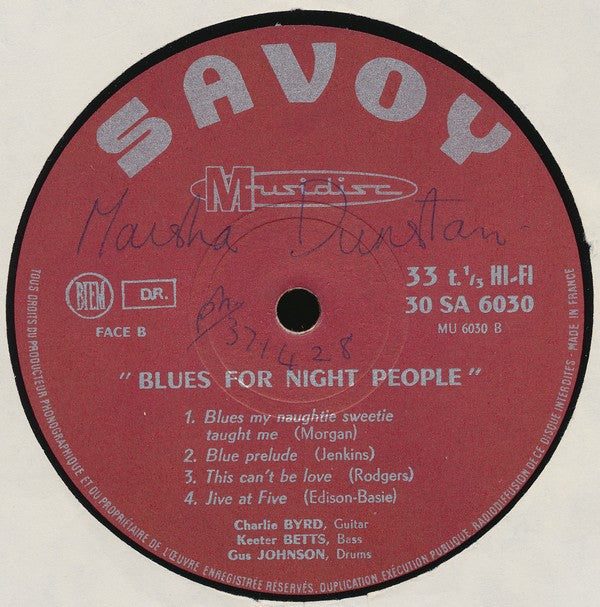 SAVOY
Musidisc
Marsha Dunstan
33 t.1/3 HI-FI
BIEM
DR.
30 SA 6030
FACE B
MU 6030 B
ph
371428
"BLUES FOR NIGHT PEOPLE"
1. Blues my naughtie sweetie
taught me (Morgan)
2. Blue prelude (Jenkins)
3. This can't be love (Rodgers)
4. Jive at Five (Edison-Basie)
Charlie BYRD, Guitar
Keeter BETTS, Bass
Gus JOHNSON, Drums
TOUS DROITS DU PRODUCTEUR PHONOGRAPHIQUE ET DU PROPRIÉTAIRE DE L'ŒUVRE ENREGISTRÉE RÉSERVÉS. DUPLICATION EXÉCUTION PUBLIQUE, RADIODIFFUSION DE CE DISQUE INTERDITES - MADE IN FRANCE